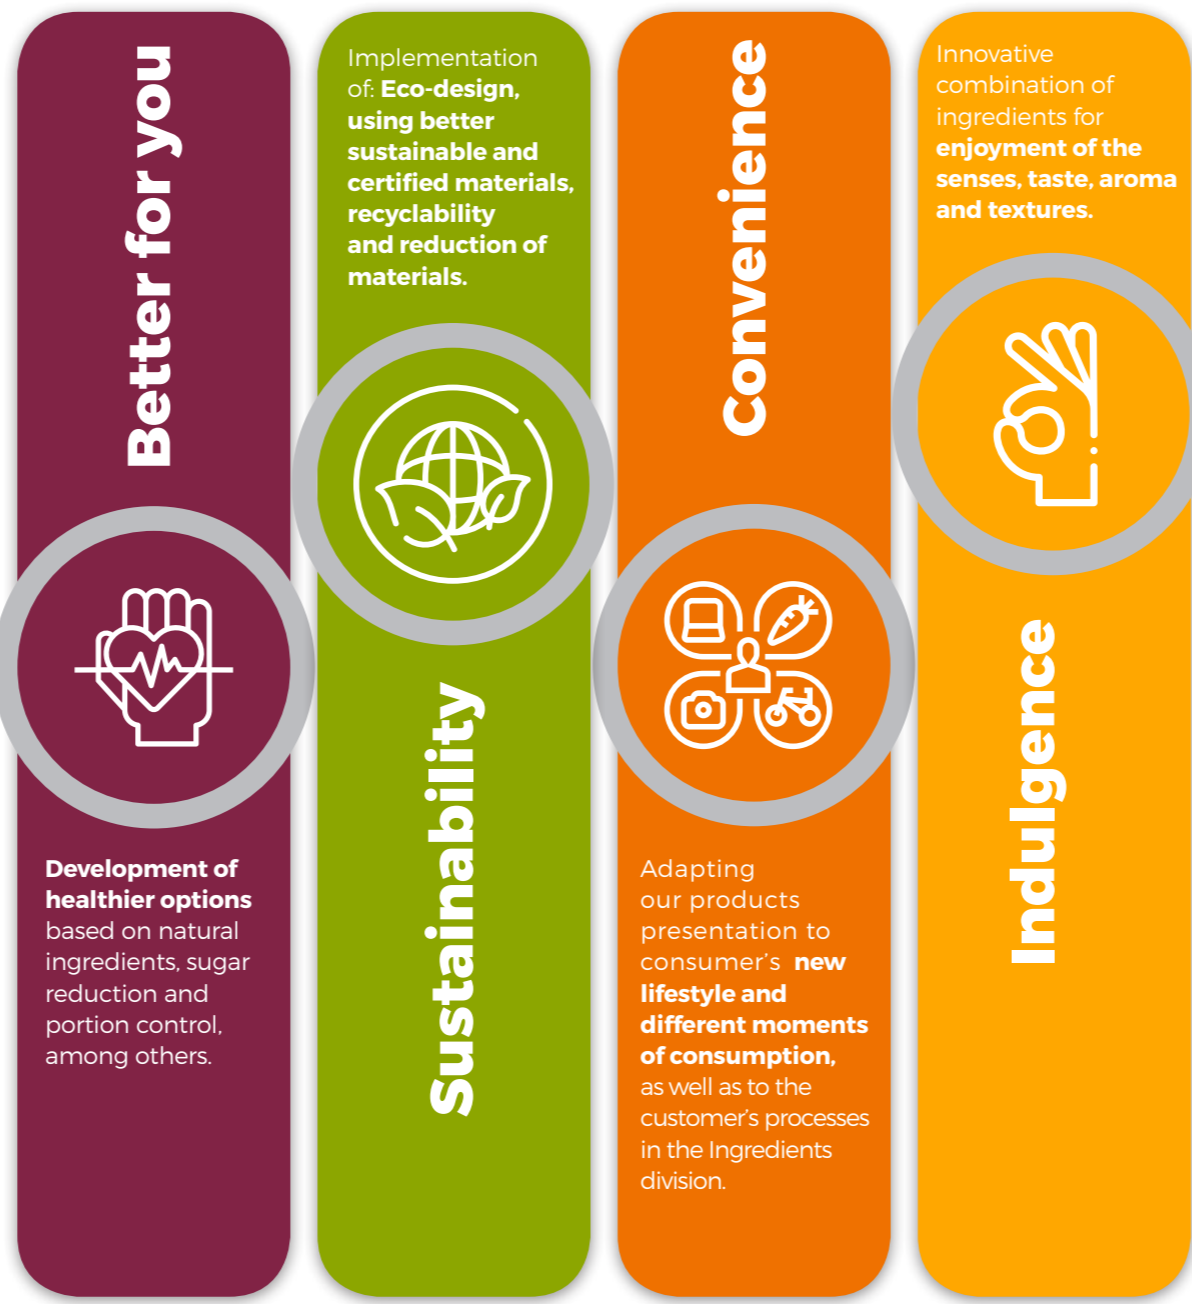 Better for you
Development of
healthier options
based on natural
ingredients, sugar
reduction and
portion control,
among others.
Implementation
of: Eco-design,
using better
sustainable and
certified materials,
recyclability
and reduction of
materials.
Sustainability
Convenience
Adapting
our products
presentation to
consumer’s new
lifestyle and
different moments
of consumption,
as well as to the
customer’s processes
in the Ingredients
division.
Innovative
combination of
ingredients for
enjoyment of the
senses, taste, aroma
and textures.
Indulgence